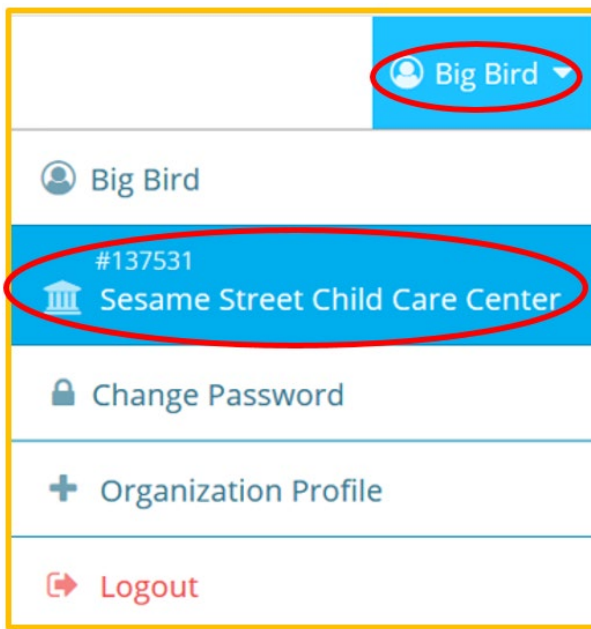 Big Bird
Big Bird
#137531
Sesame Street Child Care Center
Change Password
Organization Profile
Logout